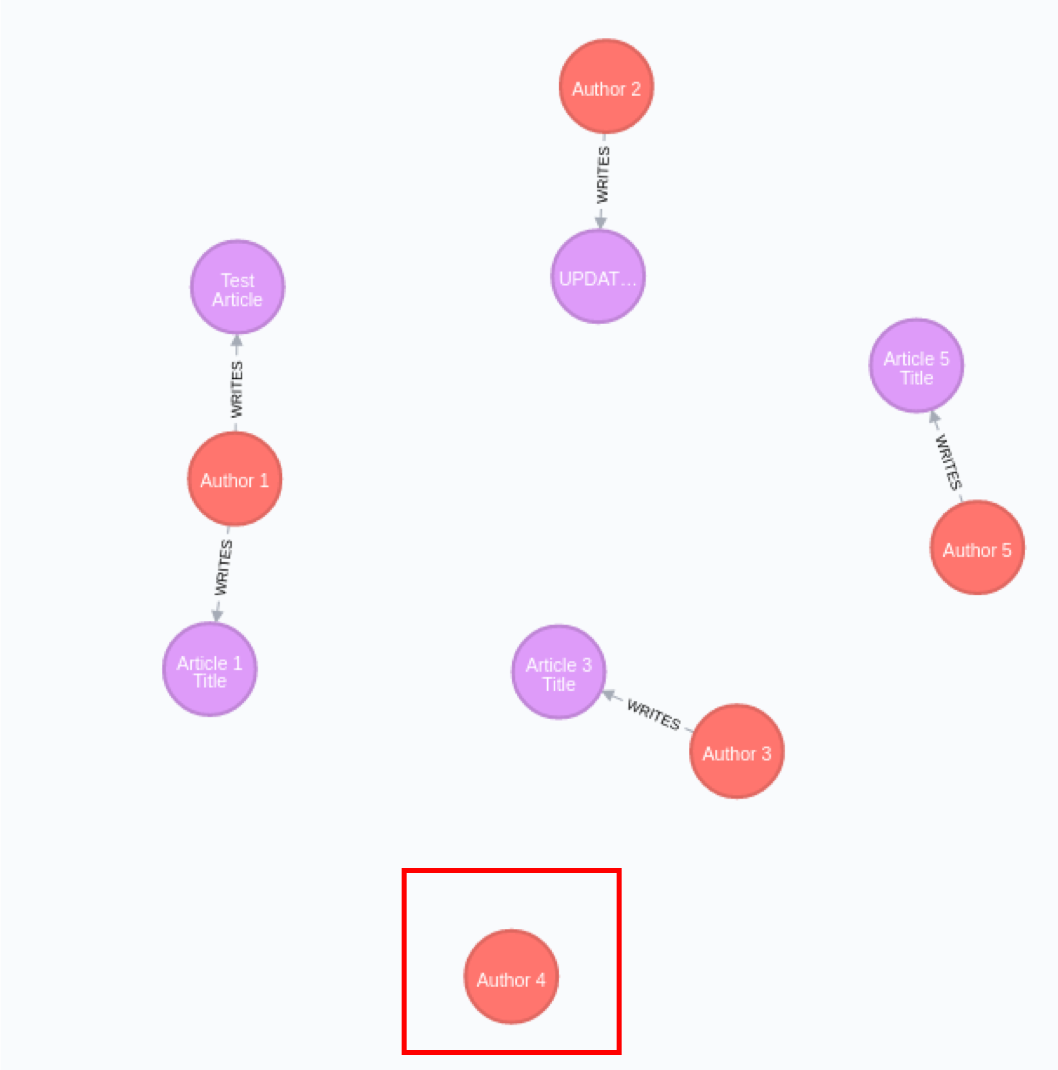 Author 2
WRITES
UPDAT...
Test
Article
WRITES
Author 1
WRITES
Article 1
Title
Article 5
Title
WRITES
Author 5
Article 3
Title
WRITES
Author 3
Author 4